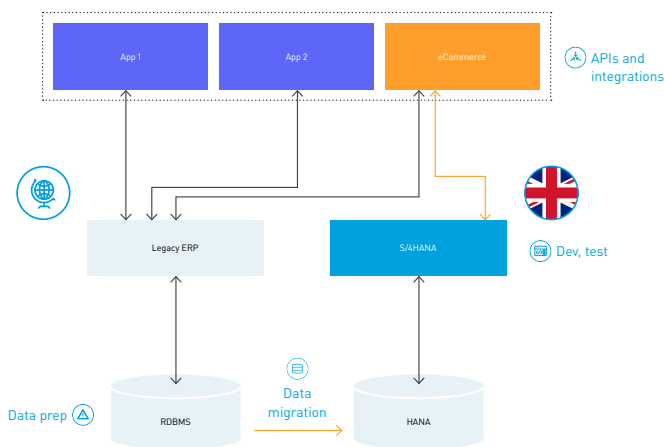 App 1
App 2
eCommerce
APIs and
integrations
Legacy ERP
S/4HANA
Dev, test
Data
migration
Data prep
RDBMS
HANA